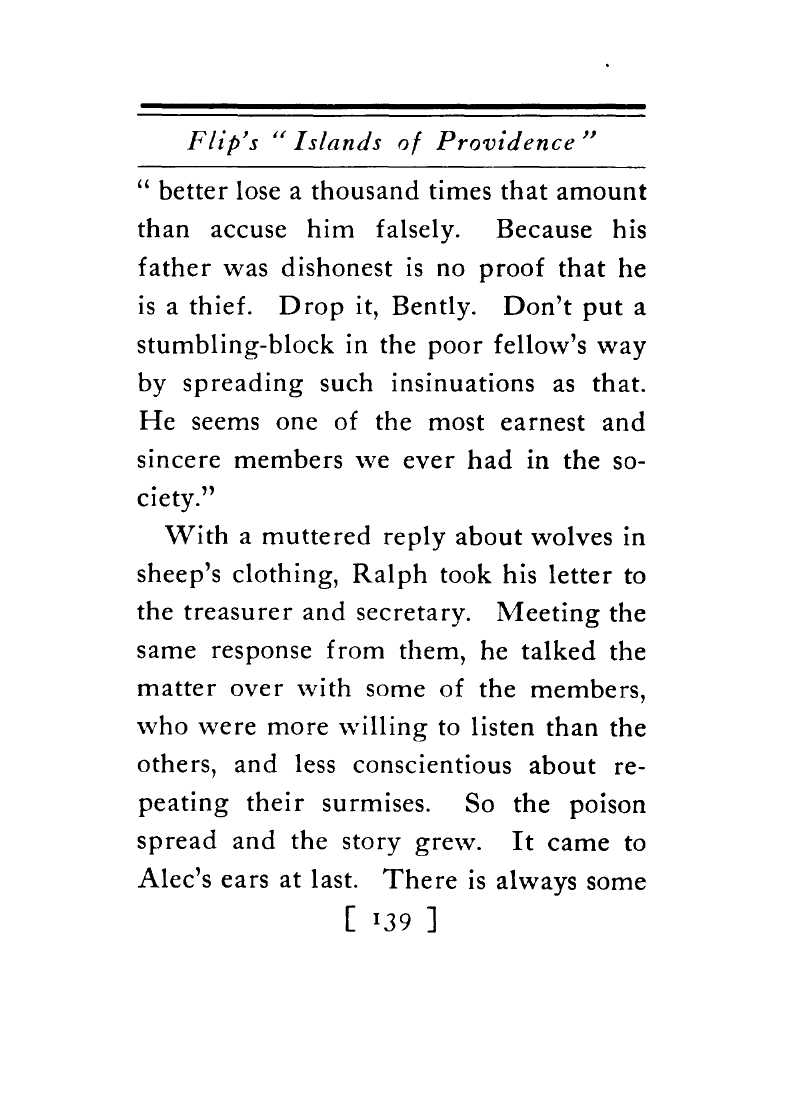 Flip's “ Islands of Providence ”
“ better lose a thousand times that amount
than accuse him falsely. Because his
father was dishonest is no proof that he
is a thief. Drop it, Bently. Don't put a
stumbling-block in the poor fellow's way
by spreading such insinuations as that.
He seems one of the most earnest and
sincere members we ever had in the so-
ciety.”
With a muttered reply about wolves in
sheep's clothing, Ralph took his letter to
the treasurer and secretary. Meeting the
same response from them, he talked the
matter over with some of the members,
who were more willing to listen than the
others, and less conscientious about re-
peating their surmises. So the poison
spread and the story grew. It came to
Alec's ears at last. There is always some
[ 139 ]